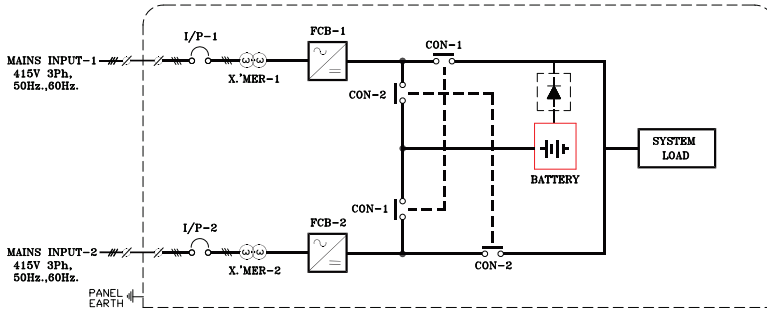 I/P-1
FCB-1
CON-1
MAINS INPUT-1
415V 3Ph,
50Hz.,60Hz.
X.'MER-1
CON-2
SYSTEM
LOAD
BATTERY
CON-1
I/P-2
FCB-2
MAINS INPUT-2
415V 3Ph,
50Hz.,60Hz.
X.'MER-2
CON-2
PANEL
EARTH